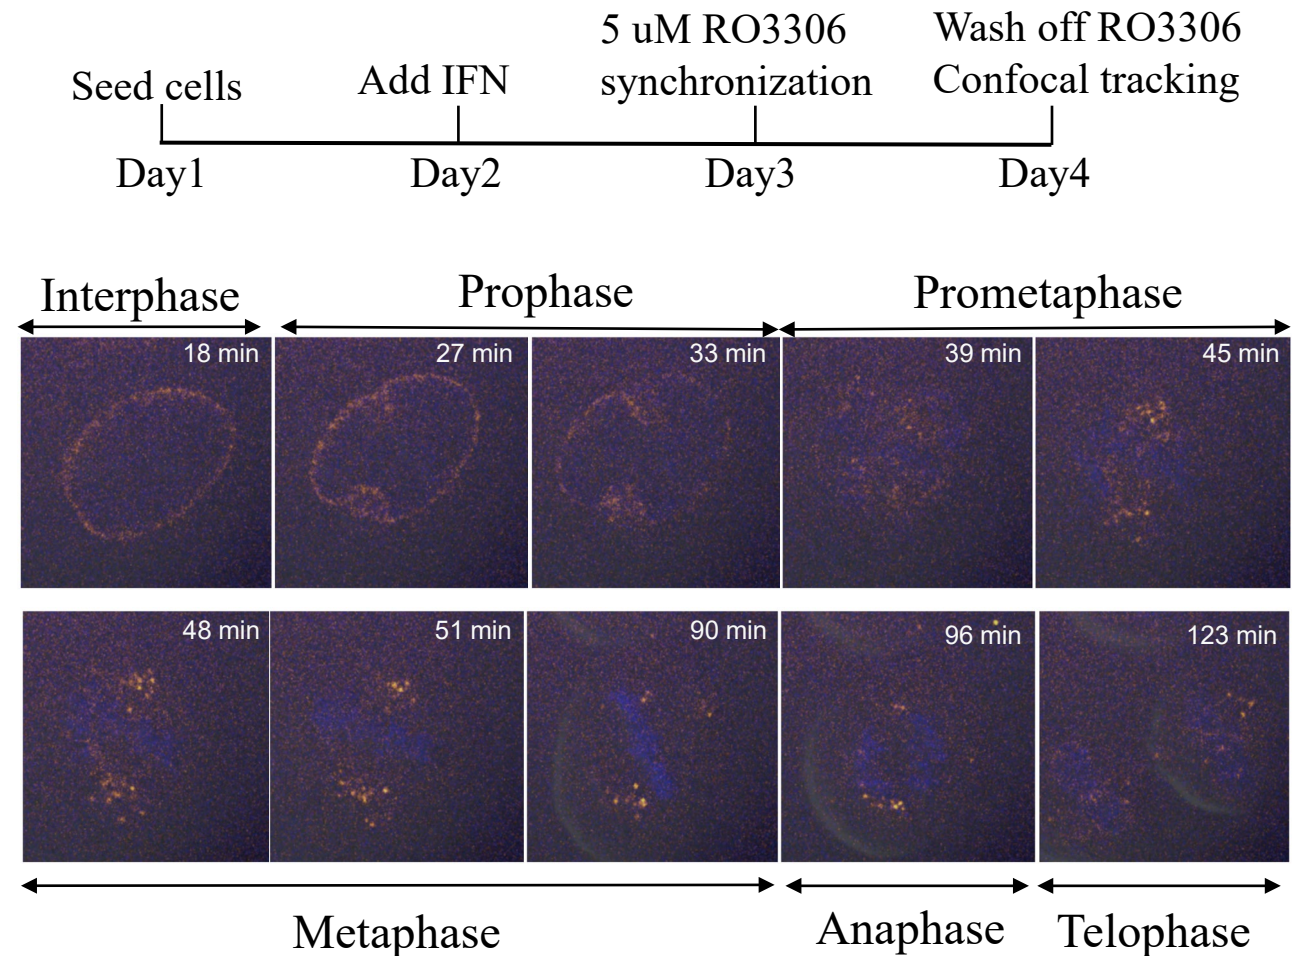 5 uM RO3306
Wash off RO3306
Seed cells
Add IFN
synchronization
Confocal tracking
Day1
Day2
Day3
Day4
Interphase
Prophase
Prometaphase
18 min
27 min
33 min
39 min
45 min
48 min
51 min
90 min
96 min
123 min
Metaphase
Anaphase
Telophase